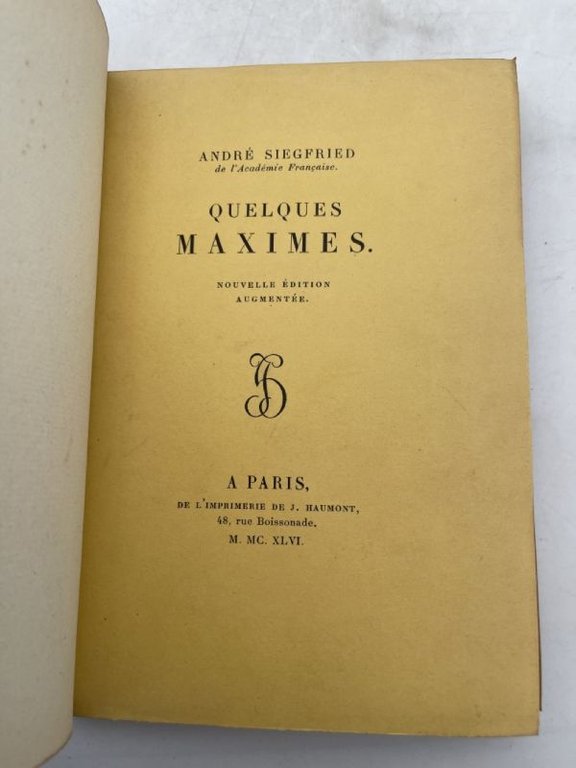 ANDRÉ SIEGFRIED
de l'Académie Française.
QUELQUES
MAXIMES.
NOUVELLE ÉDITION
AUGMENTÉE.
A PARIS,
DE L'IMPRIMERIE DE J. HAUMONT,
48, rue Boissonade.
M. MC. XLVI.